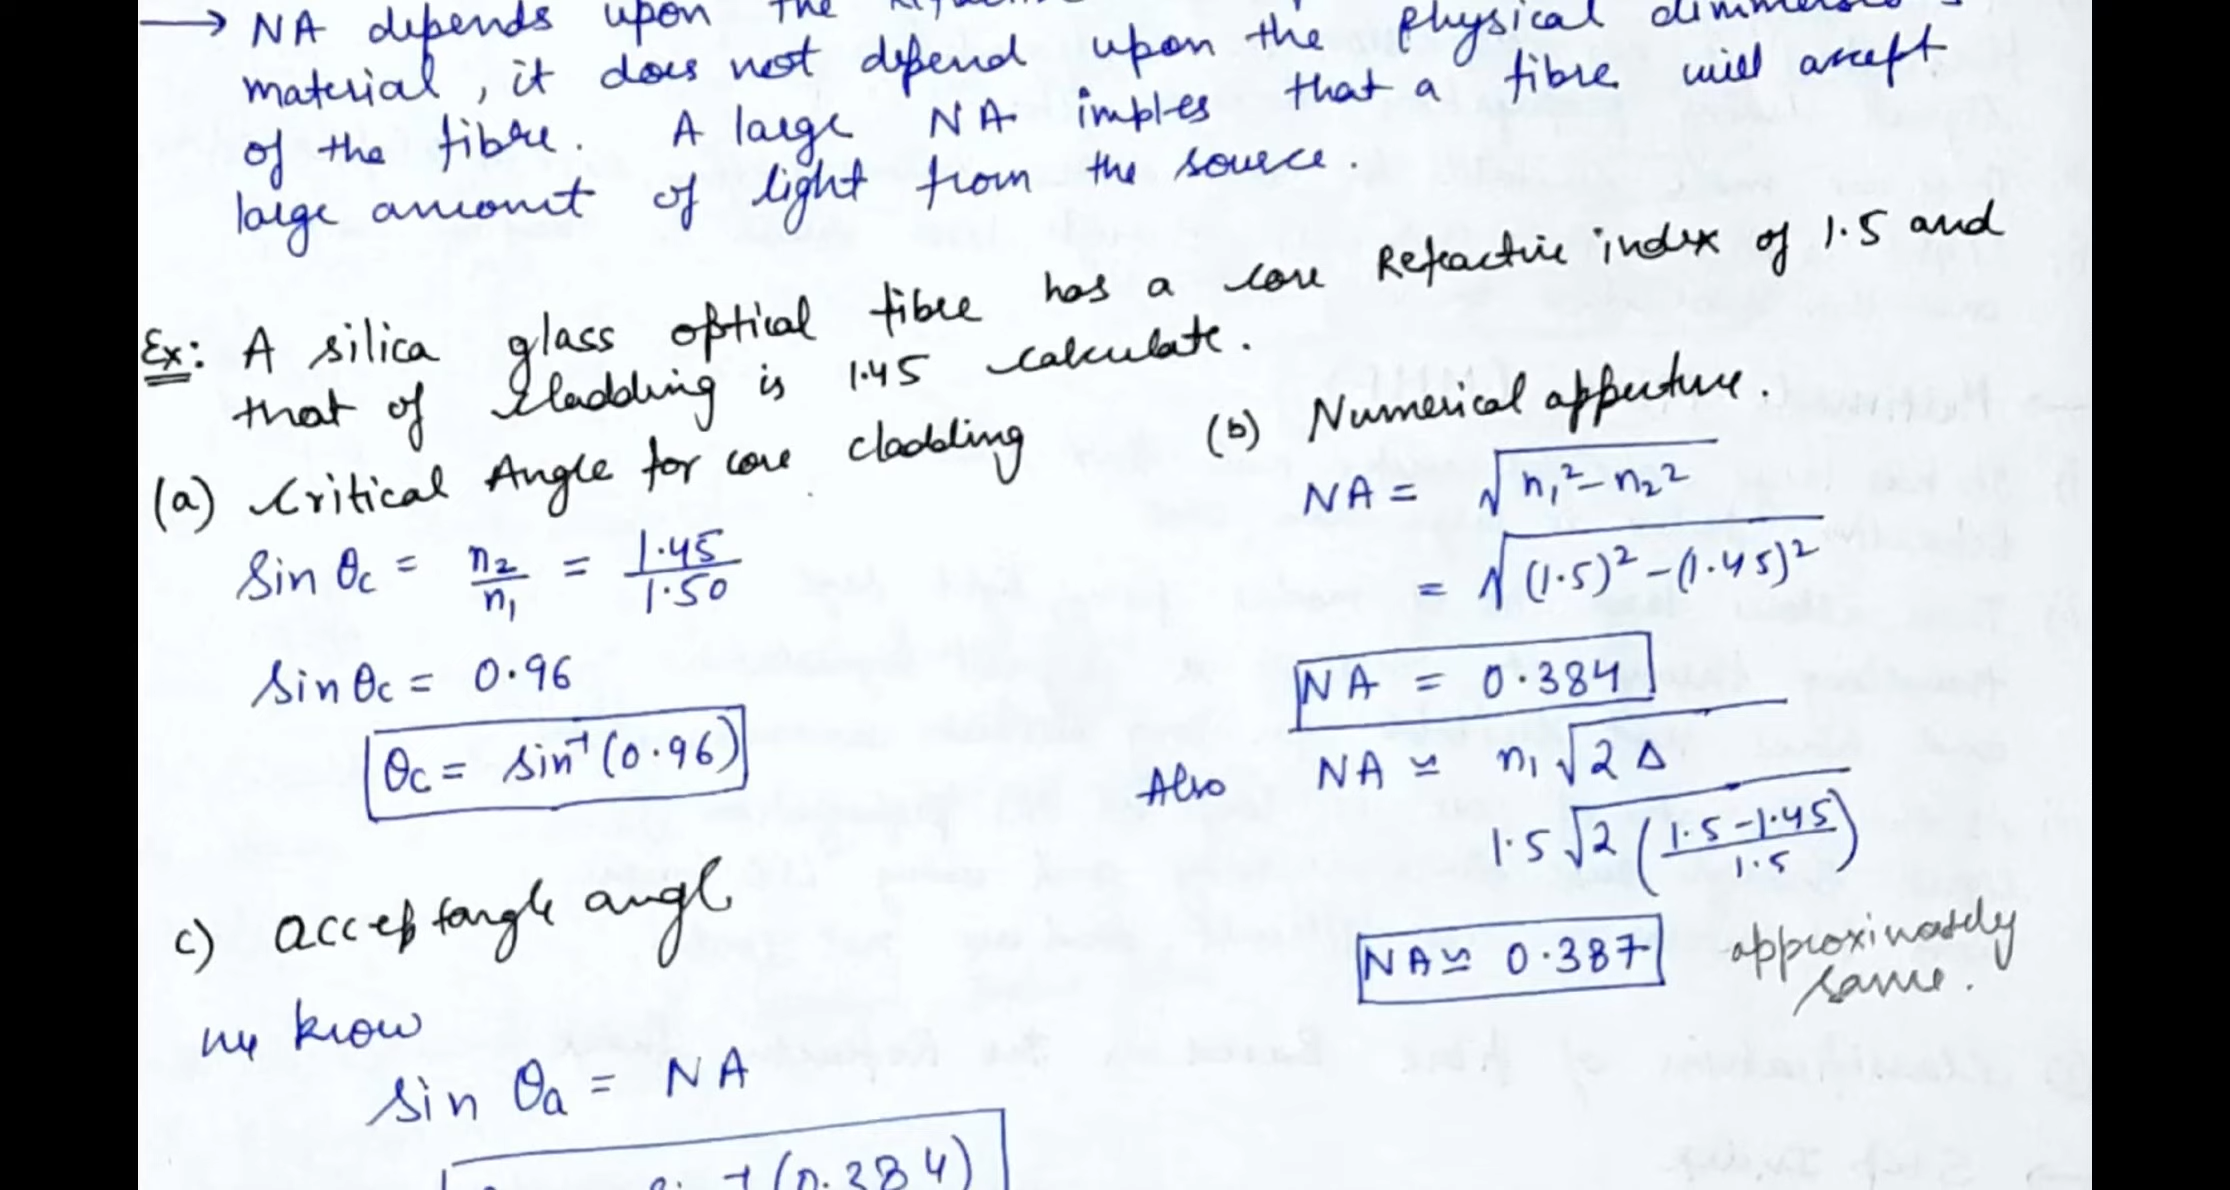 → NA depends upon the
material, it does not depend upon the physical
of the fibre. A large NA imples that a fibre will accept
large amount of light from the source.
Ex: A silica glass optical fibre has a core Refractive index of 1.5 and
that of cladding is 1.45 calculate.
(a) Critical Angle for core cladding
Sin θc = n₂/n₁ = 1.45/1.50
Sin θc = 0.96
θc = sin⁻¹(0.96)
(b) Numerical apperture.
NA = √(n₁² - n₂²)
= √((1.5)² - (1.45)²)
NA = 0.384
Also NA ≃ n₁√2Δ
1.5√2((1.5-1.45)/1.5)
NA ≃ 0.387 approximately
same.
c) acceptangle angl
we know
sin θa = NA
(0.384)